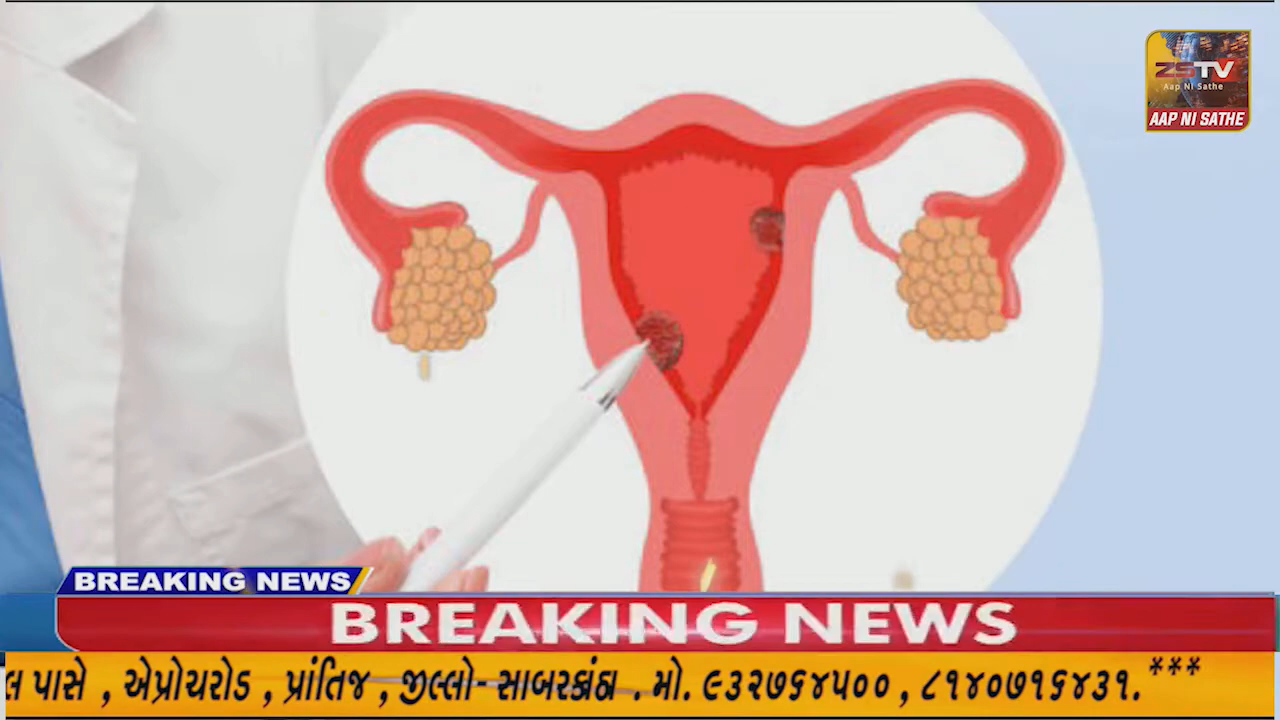 ZSTV
Aap Ni Sathe
AAP NI SATHE
BREAKING NEWS
BREAKING NEWS
લ પાસે , એપ્રોચરોડ , પ્રાંતિજ , જીલ્લો- સાબરકાંઠા . મો. ૯૩૨૭૬૪૫૦૦ , ૮૧૪૦૭૧૬૪૩૧. ***